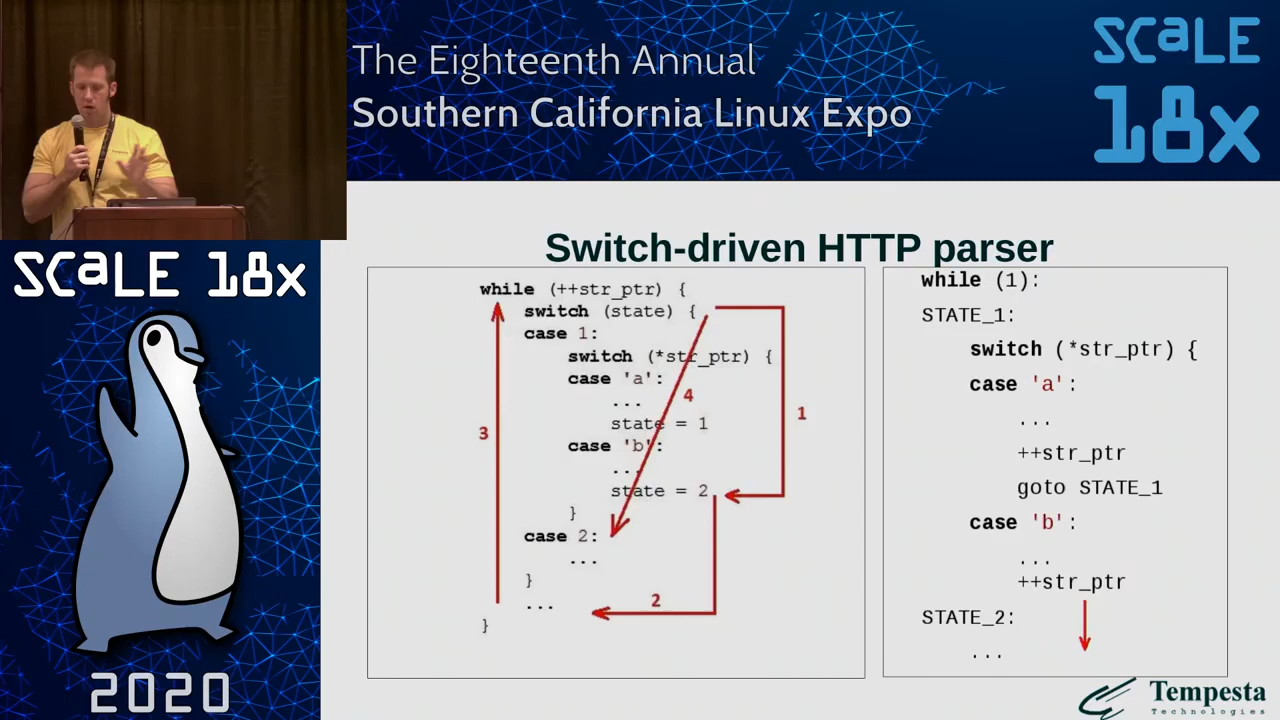 The Eighteenth Annual
Southern California Linux Expo
SCaLE
18x
SCaLE 18x
2020
Switch-driven HTTP parser
while (++str_ptr) {
switch (state) {
case 1:
switch (*str_ptr) {
case 'a':
...
state = 1
case 'b':
...
state = 2
}
case 2:
...
}
...
}
1
2
3
4
while (1):
STATE_1:
switch (*str_ptr) {
case 'a':
...
++str_ptr
goto STATE_1
case 'b':
...
++str_ptr
STATE_2:
...
Tempesta
Technologies